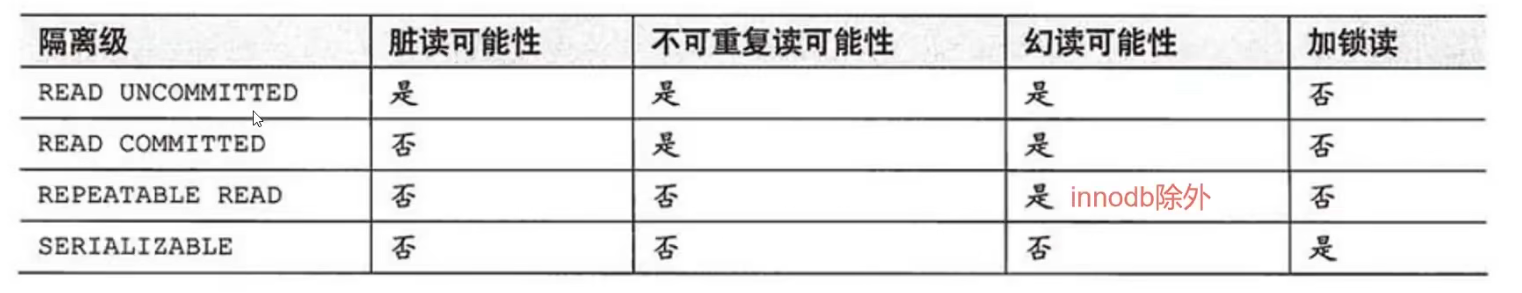 隔离级 脏读可能性 不可重复读可能性 幻读可能性 加锁读
READ UNCOMMITTED 是 是 是 否
READ COMMITTED 否 是 是 否
REPEATABLE READ 否 否 是 innodb除外 否
SERIALIZABLE 否 否 否 是